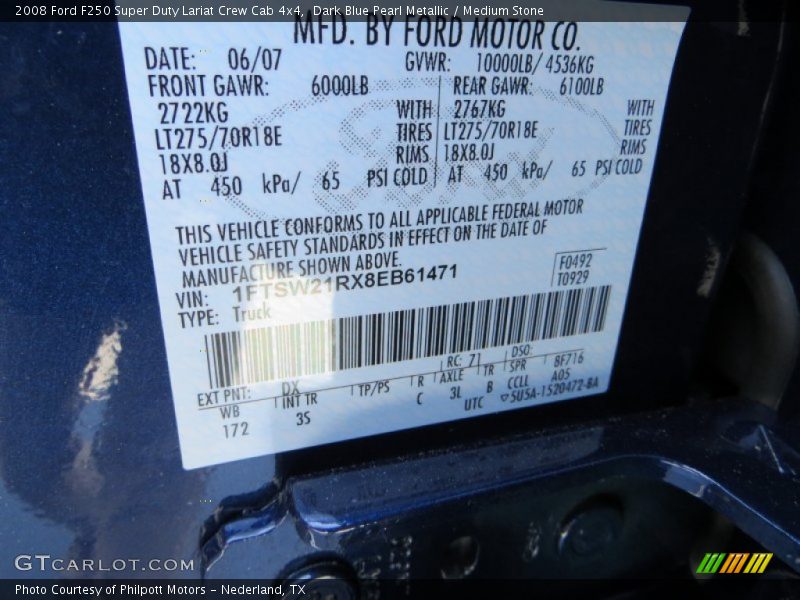 2008 Ford F250 Super Duty Lariat Crew Cab 4x4 , Dark Blue Pearl Metallic / Medium Stone
MFD. BY FORD MOTOR CO.
DATE: 06/07 GVWR: 10000LB/ 4536KG
FRONT GAWR: 6000LB REAR GAWR: 6100LB
2722KG WITH 2767KG WITH
LT275/70R18E TIRES LT275/70R18E TIRES
18X8.0J RIMS 18X8.0J RIMS
AT 450 kPa/ 65 PSI COLD AT 450 kPa/ 65 PSI COLD
THIS VEHICLE CONFORMS TO ALL APPLICABLE FEDERAL MOTOR
VEHICLE SAFETY STANDARDS IN EFFECT ON THE DATE OF
MANUFACTURE SHOWN ABOVE.
F0492
VIN: 1FTSW21RX8EB61471
T0929
TYPE: Truck
EXT PNT: DX RC: 71 DSO:
WB INT TR TP/PS R AXLE TR SPR 8F716
172 3S C 3L B CCLL A05
UTC ▽5U5A-1520472-BA
GTCARLOT.COM
Photo Courtesy of Philpott Motors - Nederland, TX